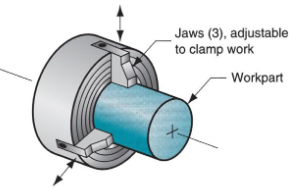 Jaws (3), adjustable
to clamp work
Workpart